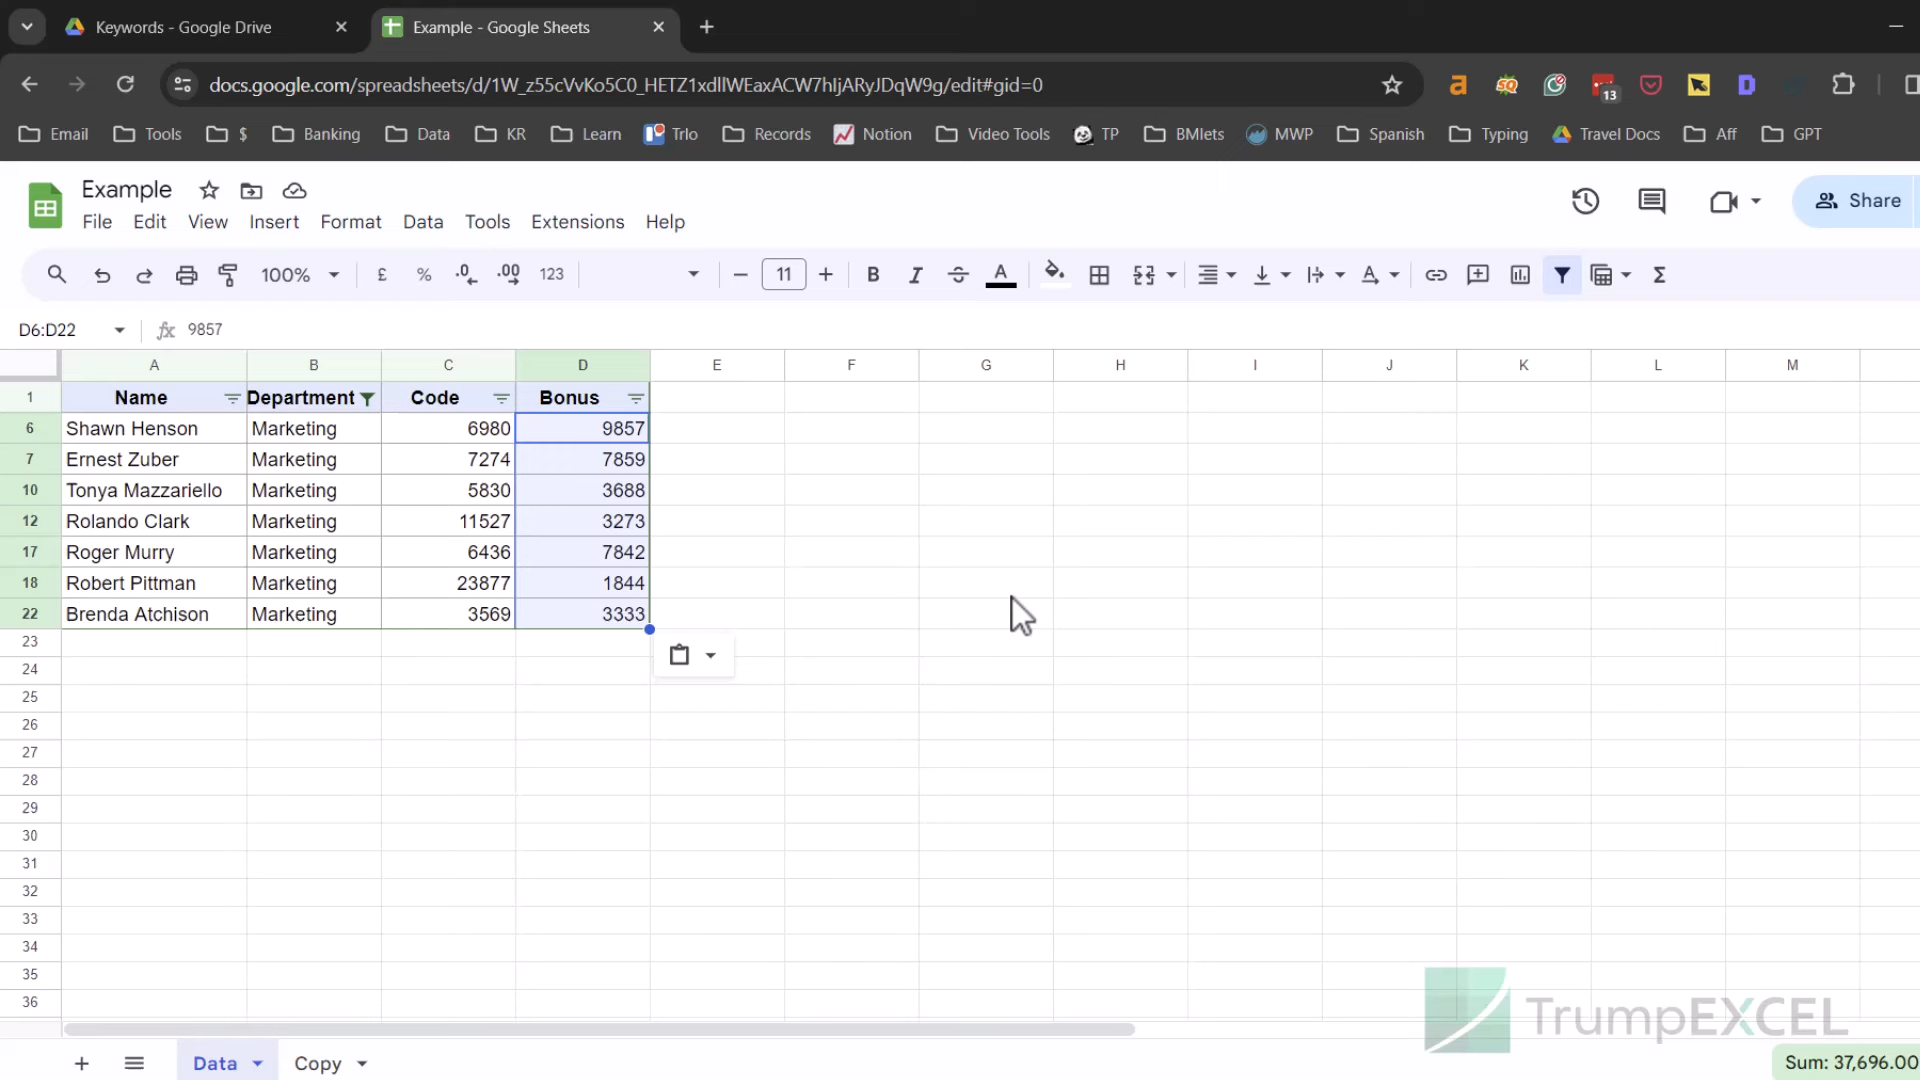 Keywords - Google Drive
Example - Google Sheets
docs.google.com/spreadsheets/d/1W_z55cVvKo5C0_HETZ1xdllWEaxACW7hIjARyJDqW9g/edit#gid=0
13
Email Tools $ Banking Data KR Learn Trlo Records Notion Video Tools TP BMlets MWP Spanish Typing Travel Docs Aff GPT
Example
File Edit View Insert Format Data Tools Extensions Help
Share
100% £ % .0 .00 123 11 B I A Σ
D6:D22 fx 9857
A B C D E F G H I J K L M
1 Name Department Code Bonus
6 Shawn Henson Marketing 6980 9857
7 Ernest Zuber Marketing 7274 7859
10 Tonya Mazzariello Marketing 5830 3688
12 Rolando Clark Marketing 11527 3273
17 Roger Murry Marketing 6436 7842
18 Robert Pittman Marketing 23877 1844
22 Brenda Atchison Marketing 3569 3333
23
24
25
26
27
28
29
30
31
32
33
34
35
36
TrumpEXCEL
Data Copy
Sum: 37,696.00